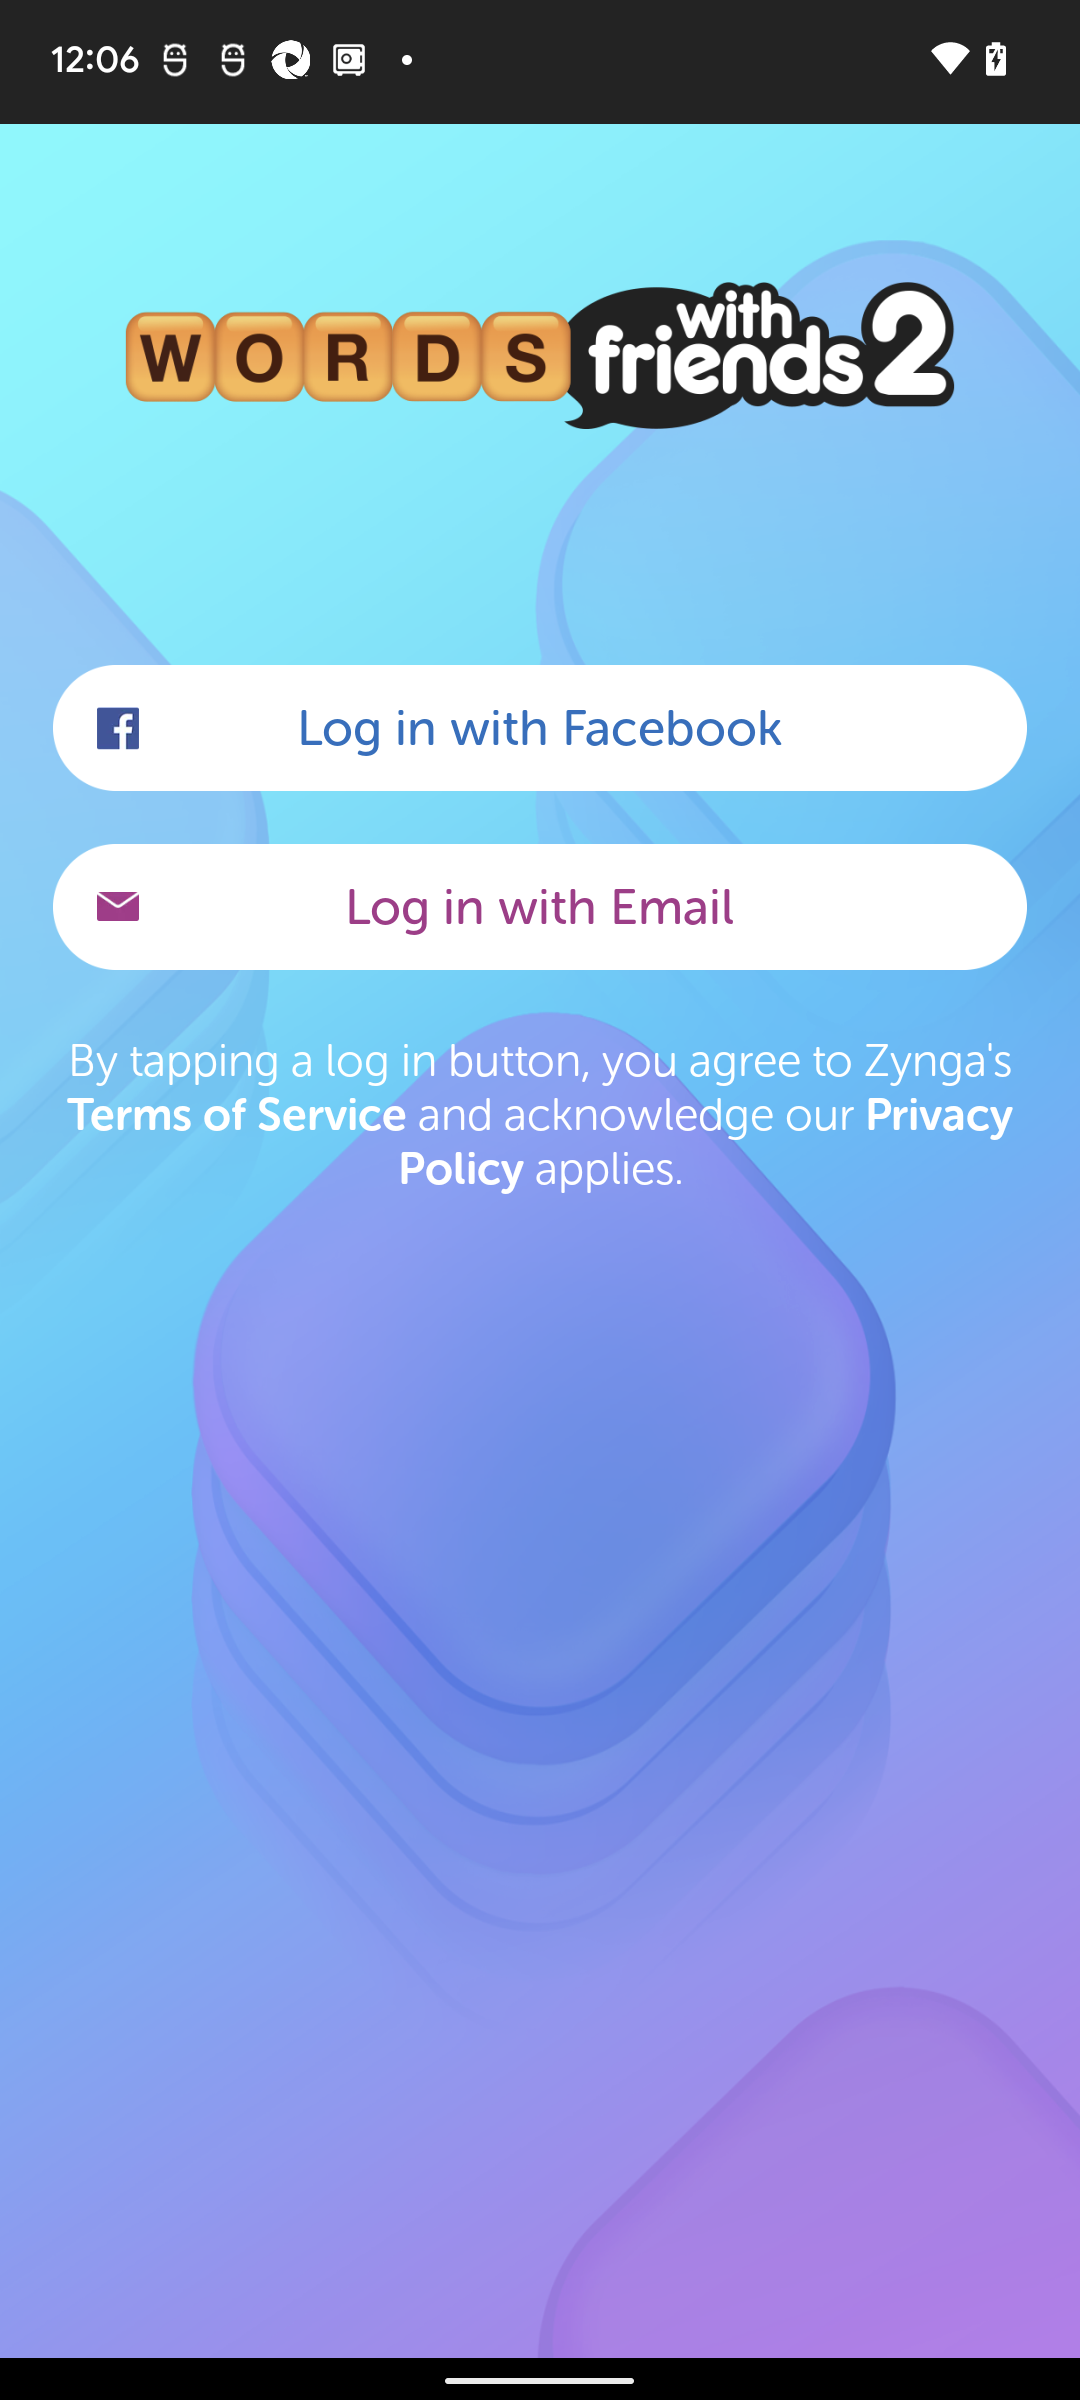 12:06
WORDS with friends 2
Log in with Facebook
Log in with Email
By tapping a log in button, you agree to Zynga's
Terms of Service and acknowledge our Privacy
Policy applies.